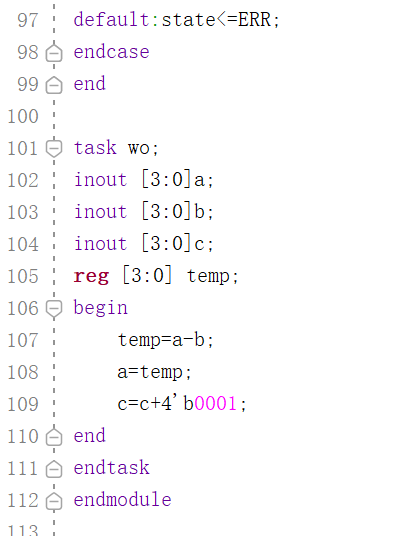 97 default:state<=ERR;
98 endcase
99 end
100
101 task wo;
102 inout [3:0]a;
103 inout [3:0]b;
104 inout [3:0]c;
105 reg [3:0] temp;
106 begin
107 temp=a-b;
108 a=temp;
109 c=c+4'b0001;
110 end
111 endtask
112 endmodule
113